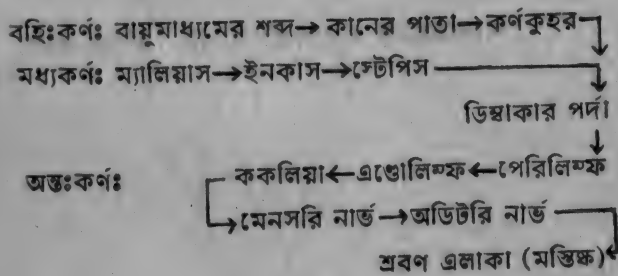 বহিঃকর্ণঃ বায়ুমাধ্যমের শব্দ→ কানের পাতা→কর্ণকুহর
মধ্যকর্ণঃ ম্যালিয়াস→ইনকাস→স্টেপিস
ডিম্বাকার পর্দা
অন্তঃকর্ণঃ ককলিয়া←এণ্ডোলিম্ফ←পেরিলিম্ফ
→মেনসরি নার্ভ→অডিটরি নার্ভ
শ্রবণ এলাকা (মস্তিষ্ক)